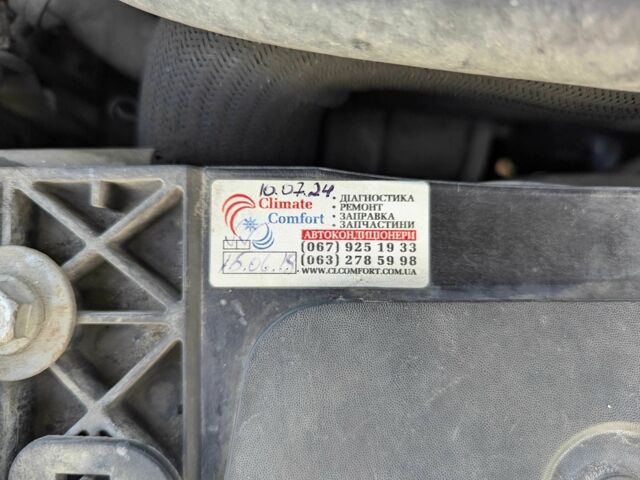 10.07.24
Climate
Comfort
· ДІАГНОСТИКА
· РЕМОНТ
· ЗАПРАВКА
· ЗАПЧАСТИНИ
АВТОКОНДИЦІОНЕРИ
(067) 925 19 33
(063) 278 59 98
WWW.CLCOMFORT.COM.UA